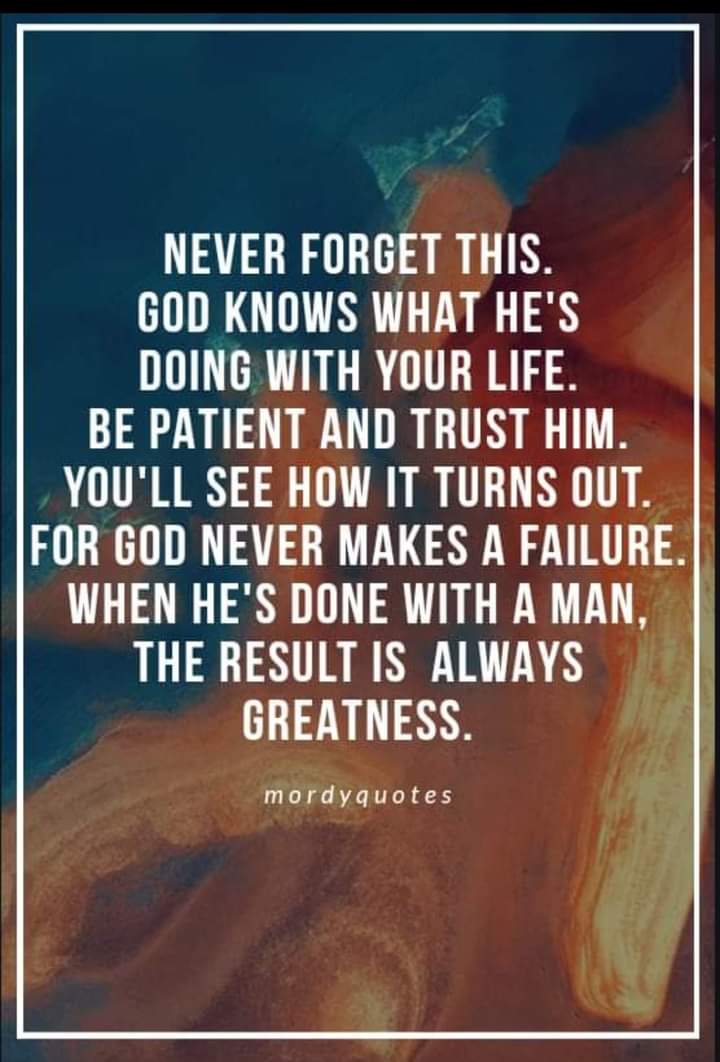 NEVER FORGET THIS.
GOD KNOWS WHAT HE'S
DOING WITH YOUR LIFE.
BE PATIENT AND TRUST HIM.
YOU'LL SEE HOW IT TURNS OUT.
FOR GOD NEVER MAKES A FAILURE.
WHEN HE'S DONE WITH A MAN,
THE RESULT IS ALWAYS
GREATNESS.
mordyquotes